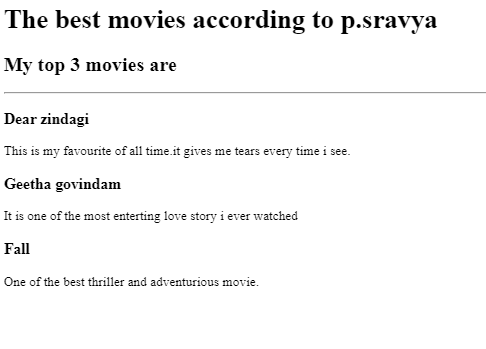 The best movies according to p.sravya
My top 3 movies are
Dear zindagi
This is my favourite of all time.it gives me tears every time i see.
Geetha govindam
It is one of the most enterting love story i ever watched
Fall
One of the best thriller and adventurious movie.